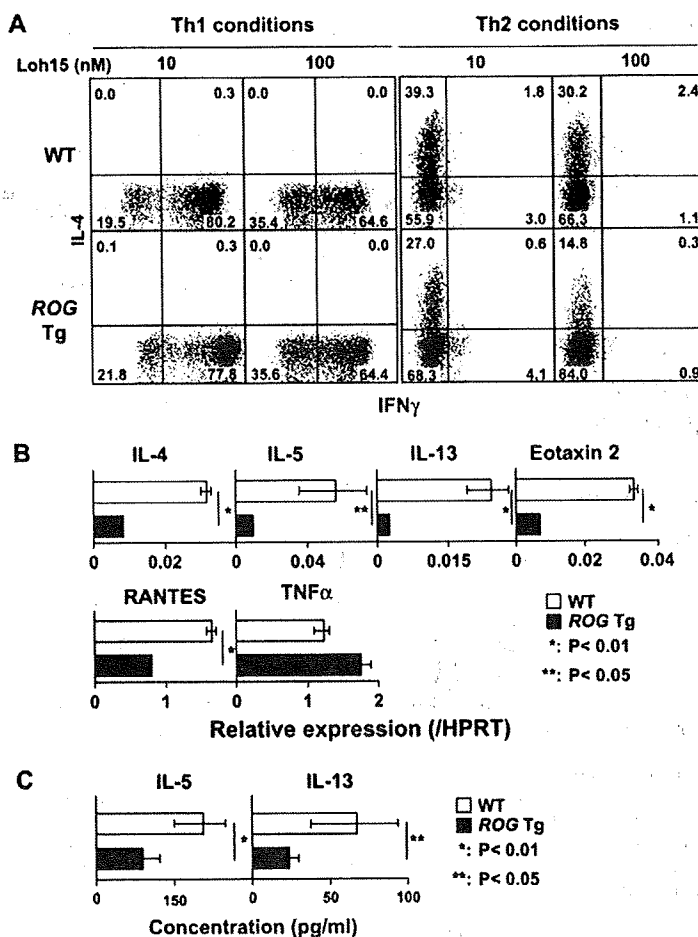 A
Th1 conditions
Th2 conditions
Loh15 (nM)
10
100
10
100
WT
0.0
0.3
0.0
0.0
39.3
1.8
30.2
2.4
19.5
80.2
35.4
64.6
55.9
3.0
66.3
1.1
IL-4
ROG
Tg
0.1
0.3
0.0
0.0
27.0
0.6
14.8
0.3
21.8
77.8
35.6
64.4
68.3
4.1
84.0
0.9
IFNγ
B
IL-4
IL-5
IL-13
Eotaxin 2
*
**
*
*
0
0.02
0
0.04
0
0.015
0
0.02
0.04
RANTES
TNFα
*
0
1
0
1
2
WT
ROG Tg
*: P< 0.01
**: P< 0.05
Relative expression (/HPRT)
C
IL-5
IL-13
*
**
0
150
0
50
100
WT
ROG Tg
*: P< 0.01
**: P< 0.05
Concentration (pg/ml)